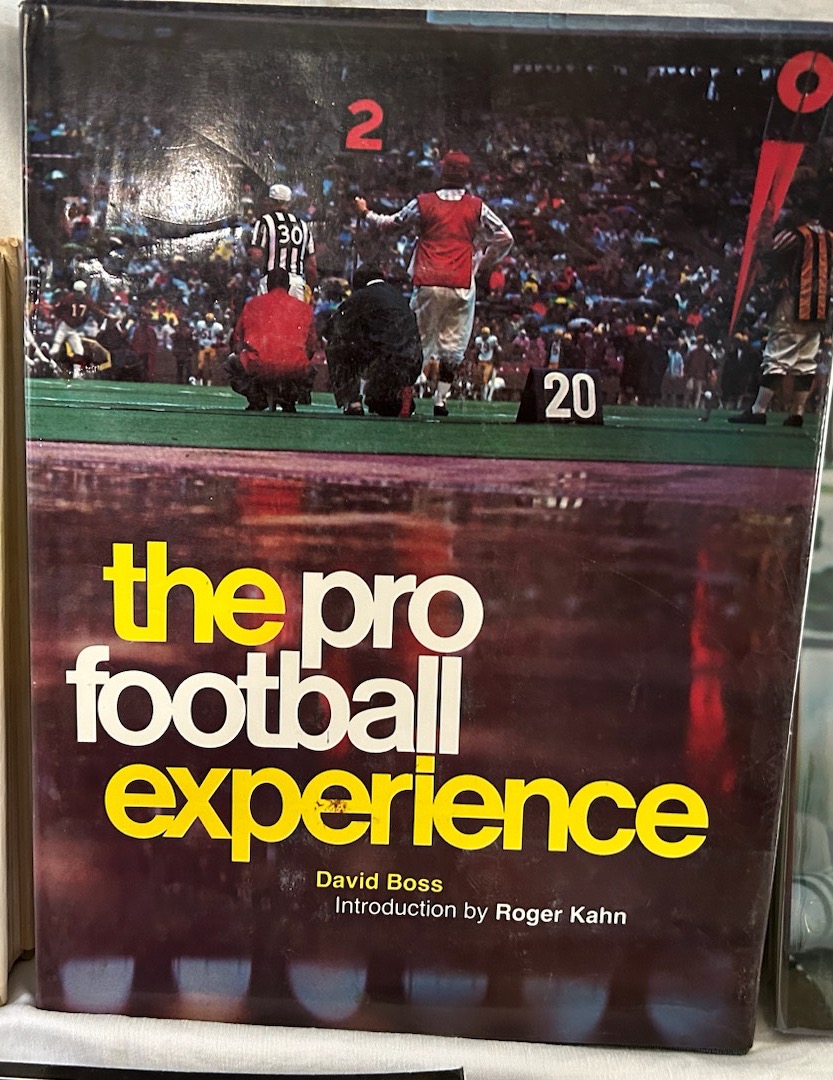 2
30
17
20
the pro
football
experience
David Boss
Introduction by Roger Kahn